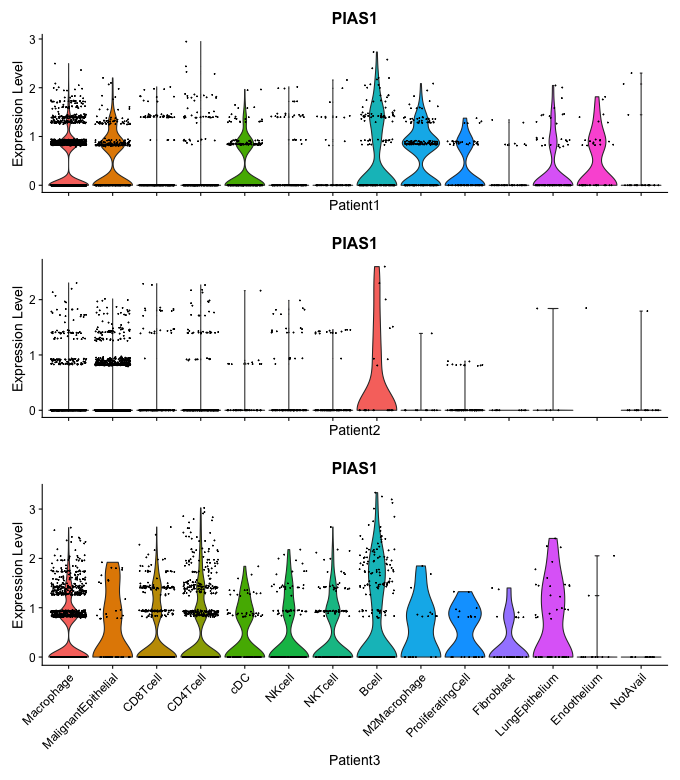 PIAS1
3
2
1
0
Expression Level
Patient1
PIAS1
2
1
0
Expression Level
Patient2
PIAS1
3
2
1
0
Expression Level
Macrophage
MalignantEpithelial
CD8Tcell
CD4Tcell
cDC
NKcell
NKTcell
Bcell
M2Macrophage
ProliferatingCell
Fibroblast
LungEpithelium
Endothelium
NotAvail
Patient3